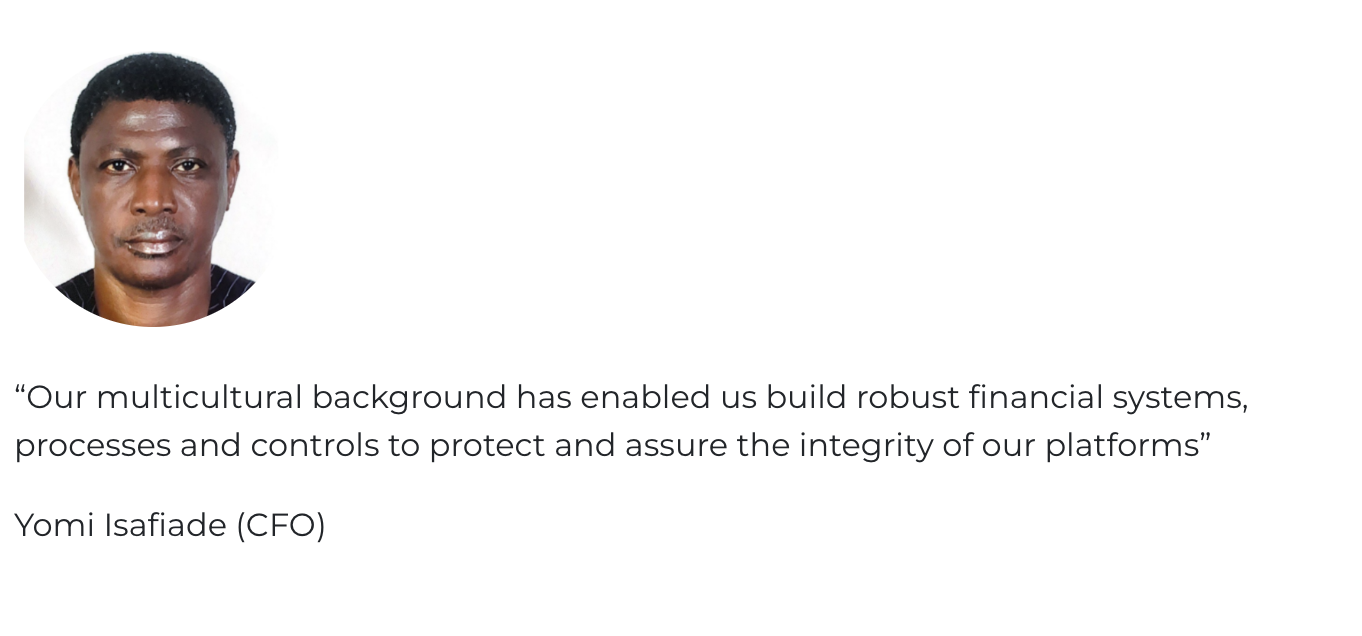 “Our multicultural background has enabled us build robust financial systems,
processes and controls to protect and assure the integrity of our platforms”
Yomi Isafiade (CFO)